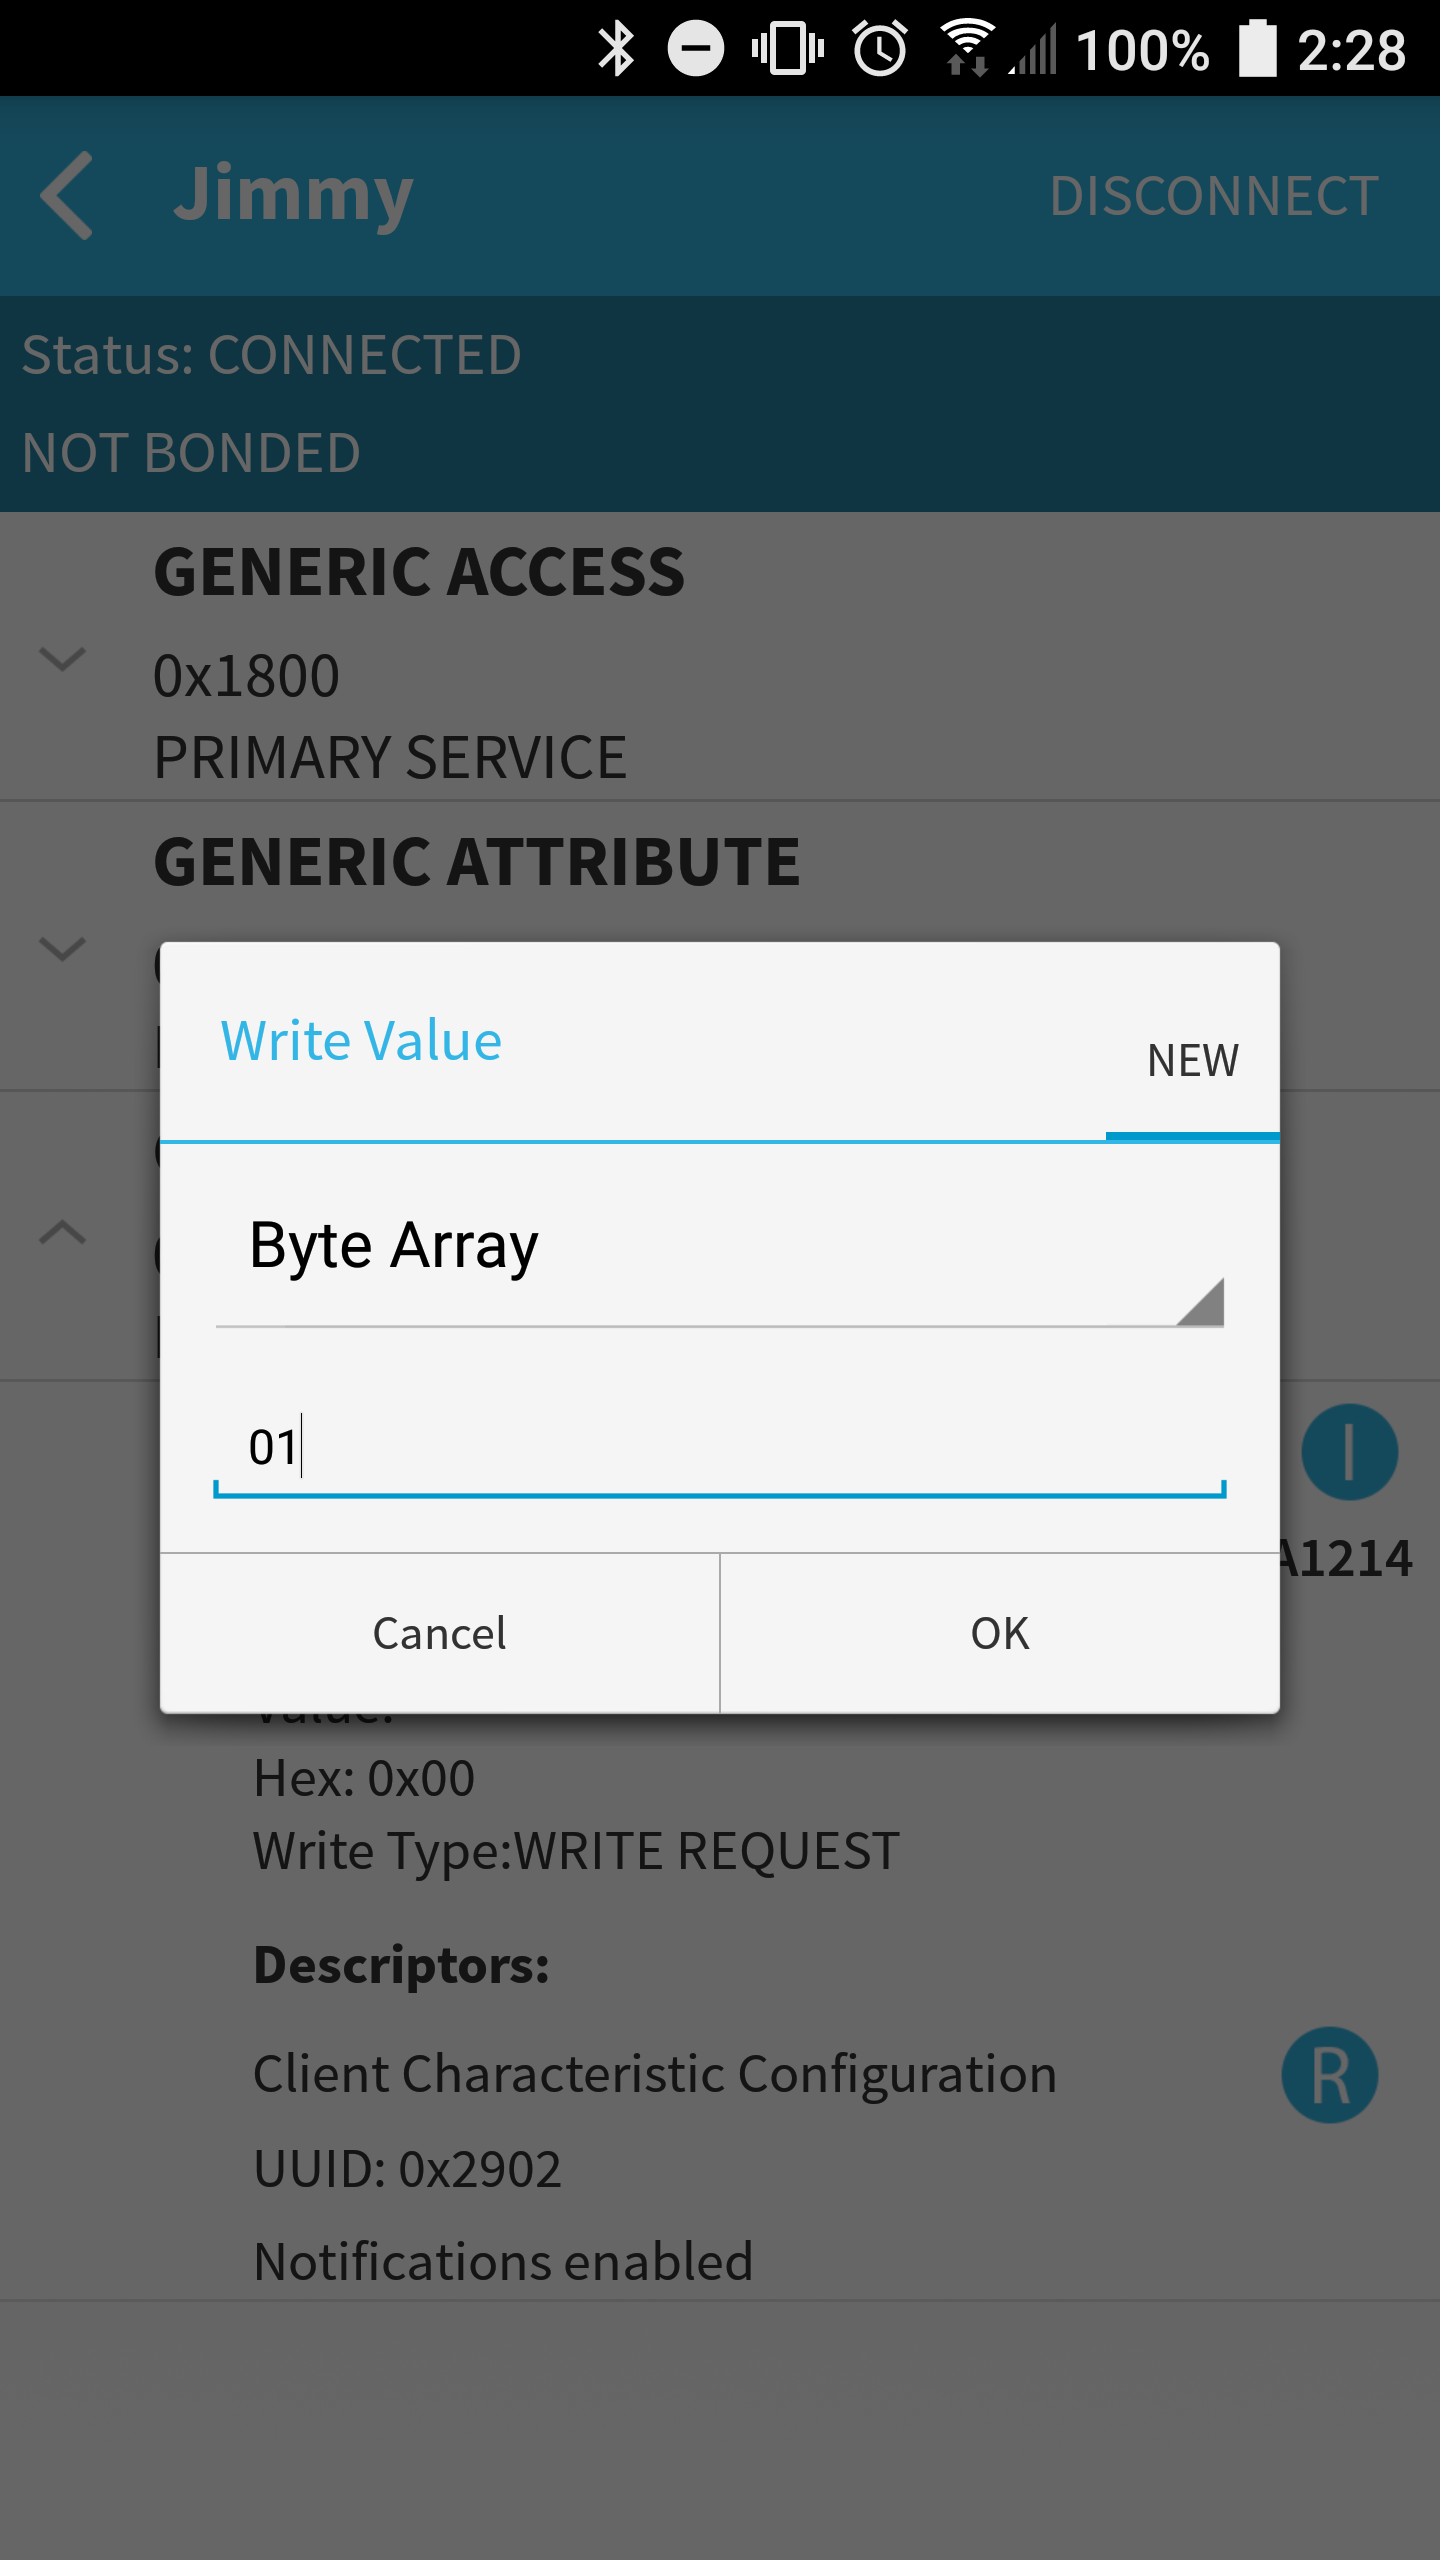 100% 2:28
Jimmy DISCONNECT
Status: CONNECTED
NOT BONDED
GENERIC ACCESS
0x1800
PRIMARY SERVICE
GENERIC ATTRIBUTE
Write Value
NEW
Byte Array
01
I
A1214
Cancel OK
Value:
Hex: 0x00
Write Type:WRITE REQUEST
Descriptors:
Client Characteristic Configuration R
UUID: 0x2902
Notifications enabled